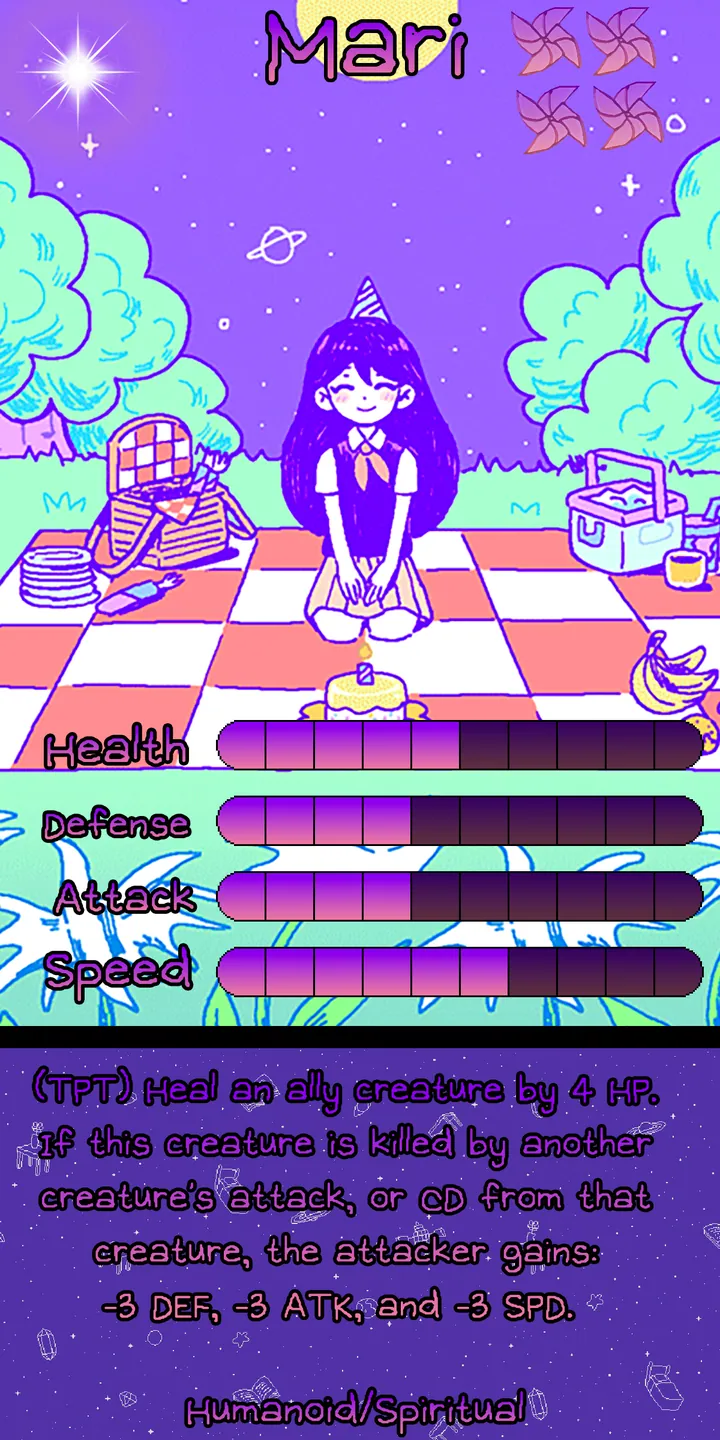 Mari
Health
Defense
Attack
Speed
(TPT) Heal an ally creature by 4 HP.
If this creature is killed by another
creature's attack, or CD from that
creature, the attacker gains:
-3 DEF, -3 ATK, and -3 SPD.
Humanoid/Spiritual